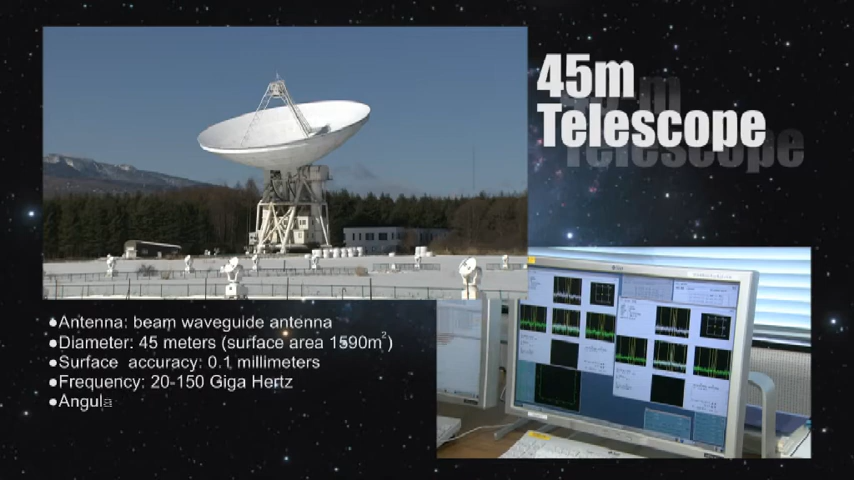 45m
Telescope
●Antenna: beam waveguide antenna
●Diameter: 45 meters (surface area 1590m²)
●Surface accuracy: 0.1 millimeters
●Frequency: 20-150 Giga Hertz
●Angula